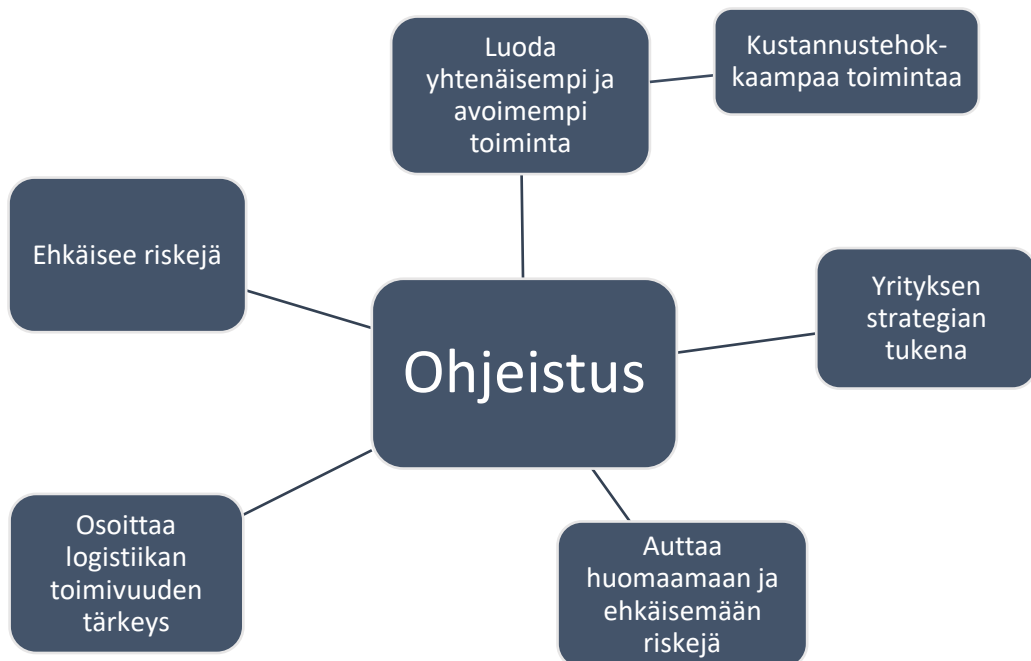 Luoda
yhtenäisempi ja
avoimempi
toiminta
Kustannustehok-
kaampaa toimintaa
Ehkäisee riskejä
Yrityksen
strategian
tukena
Ohjeistus
Osoittaa
logistiikan
toimivuuden
tärkeys
Auttaa
huomaamaan ja
ehkäisemään
riskejä